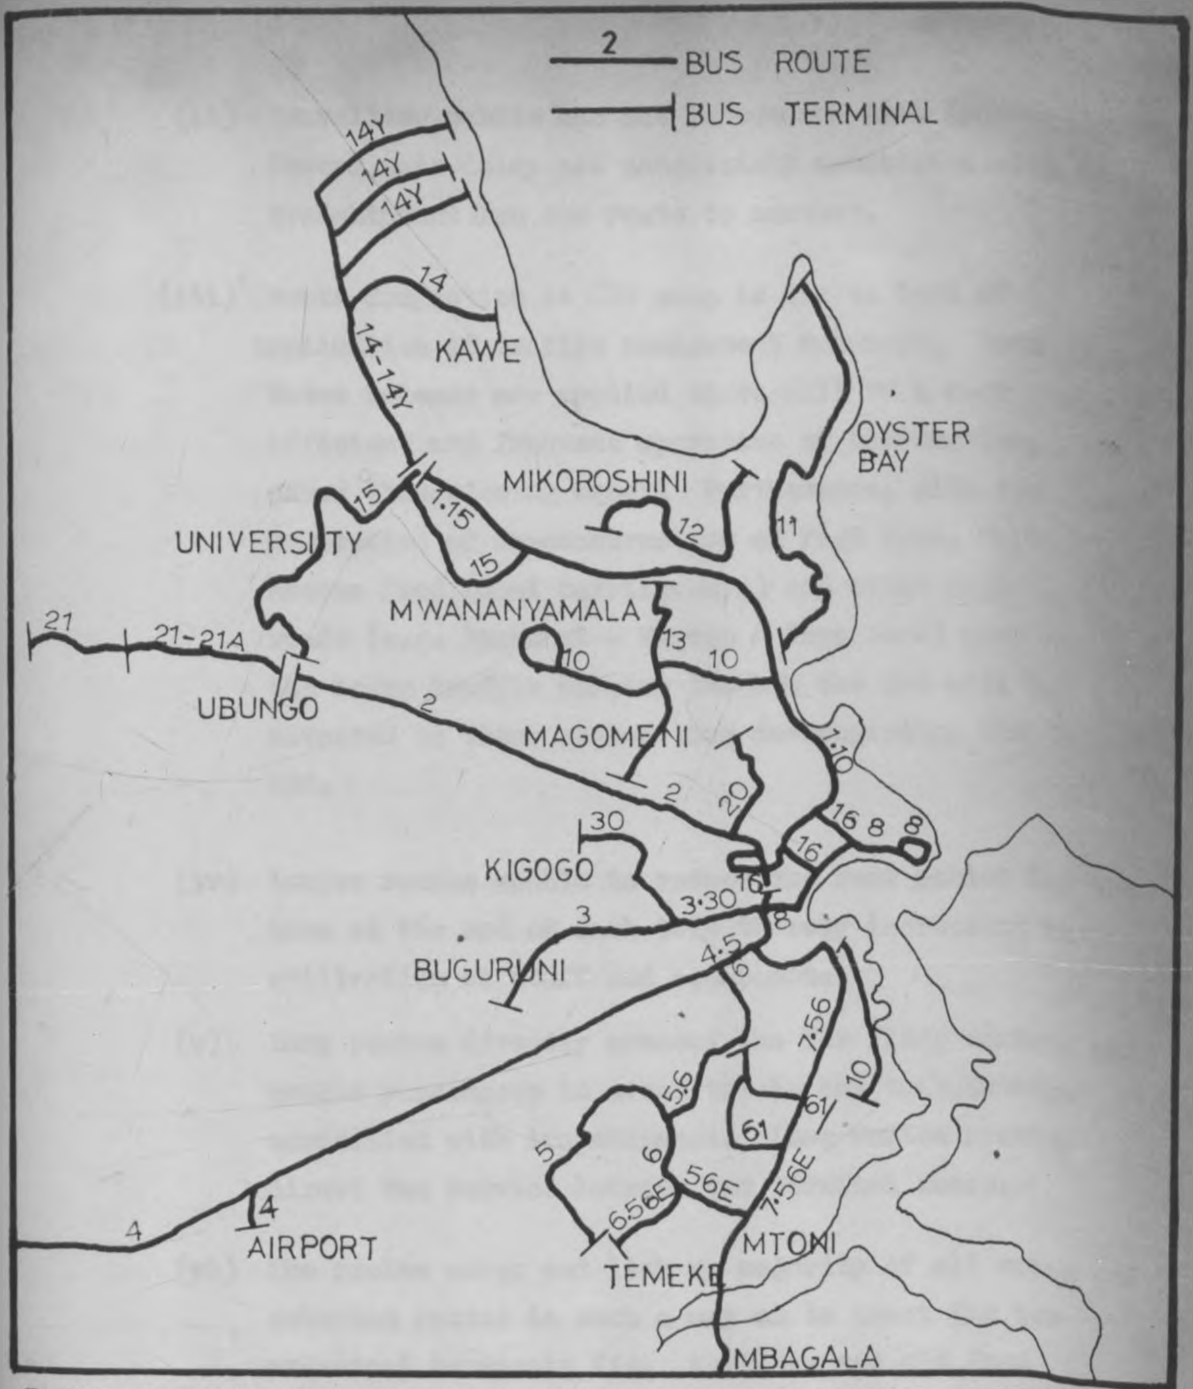 2
BUS ROUTE
BUS TERMINAL
14Y
14Y
14Y
14
KAWE
14-14Y
OYSTER
BAY
MIKOROSHINI
15
1.15
12
11
UNIVERSITY
15
MWANANYAMALA
21
21-21A
13
10
10
UBUNGO
2
MAGOMENI
1·10
2
20
16 8
8
30
16
KIGOGO
16
3·30
3
8
4·5
6
BUGURUNI
7·56
10
5.6
61
61
5
6
56E
7·56E
6·56E
4
4
AIRPORT
MTONI
TEMEKE
MBAGALA